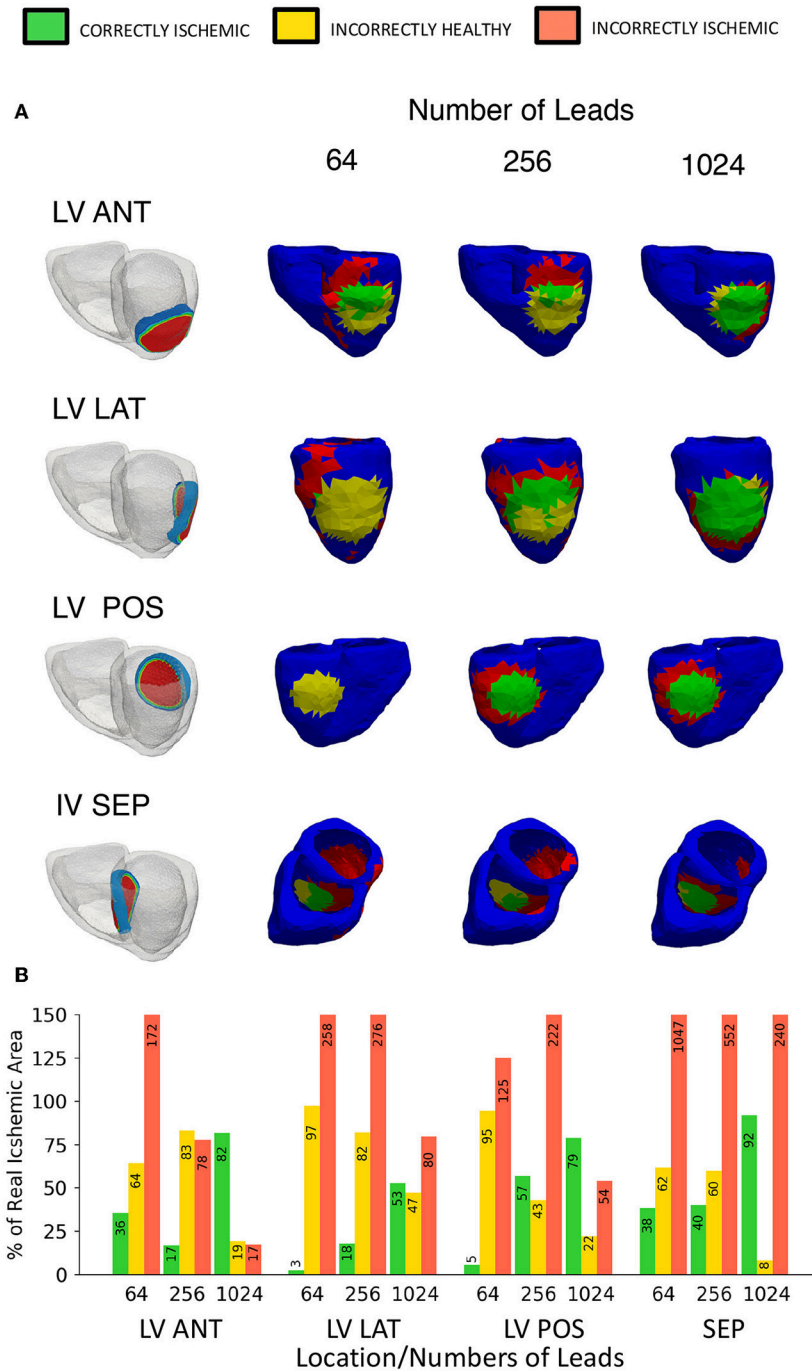 CORRECTLY ISCHEMIC INCORRECTLY HEALTHY INCORRECTLY ISCHEMIC
A
Number of Leads
64 256 1024
LV ANT
LV LAT
LV POS
IV SEP
B
% of Real Icshemic Area
150
125
100
75
50
25
0
36 64 172 17 83 78 82 19 17
3 97 258 18 82 276 53 47 80
5 95 125 57 43 222 79 22 54
38 62 1047 40 60 552 92 8 240
64 256 1024 64 256 1024 64 256 1024 64 256 1024
LV ANT LV LAT LV POS SEP
Location/Numbers of Leads